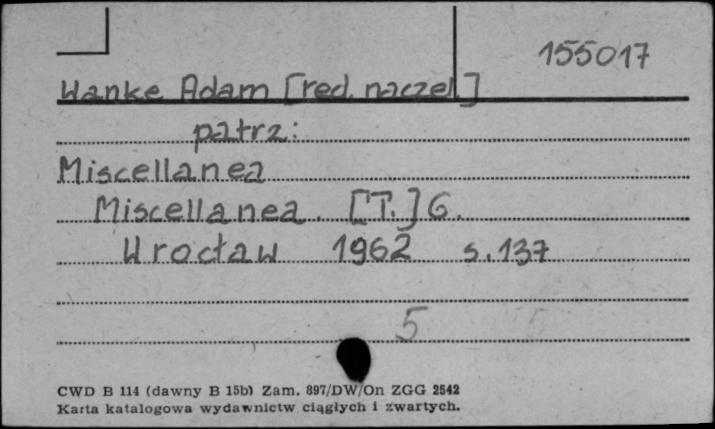 155017
Wanke Adam [red. naczel.]
patrz:
Miscellanea
Miscellanea. [T.] 6.
Wrocław 1962 s. 137
5
CWD B 114 (dawny B 15b) Zam. 897/DW/On ZGG 2542
Karta katalogowa wydawnictw ciągłych i zwartych.